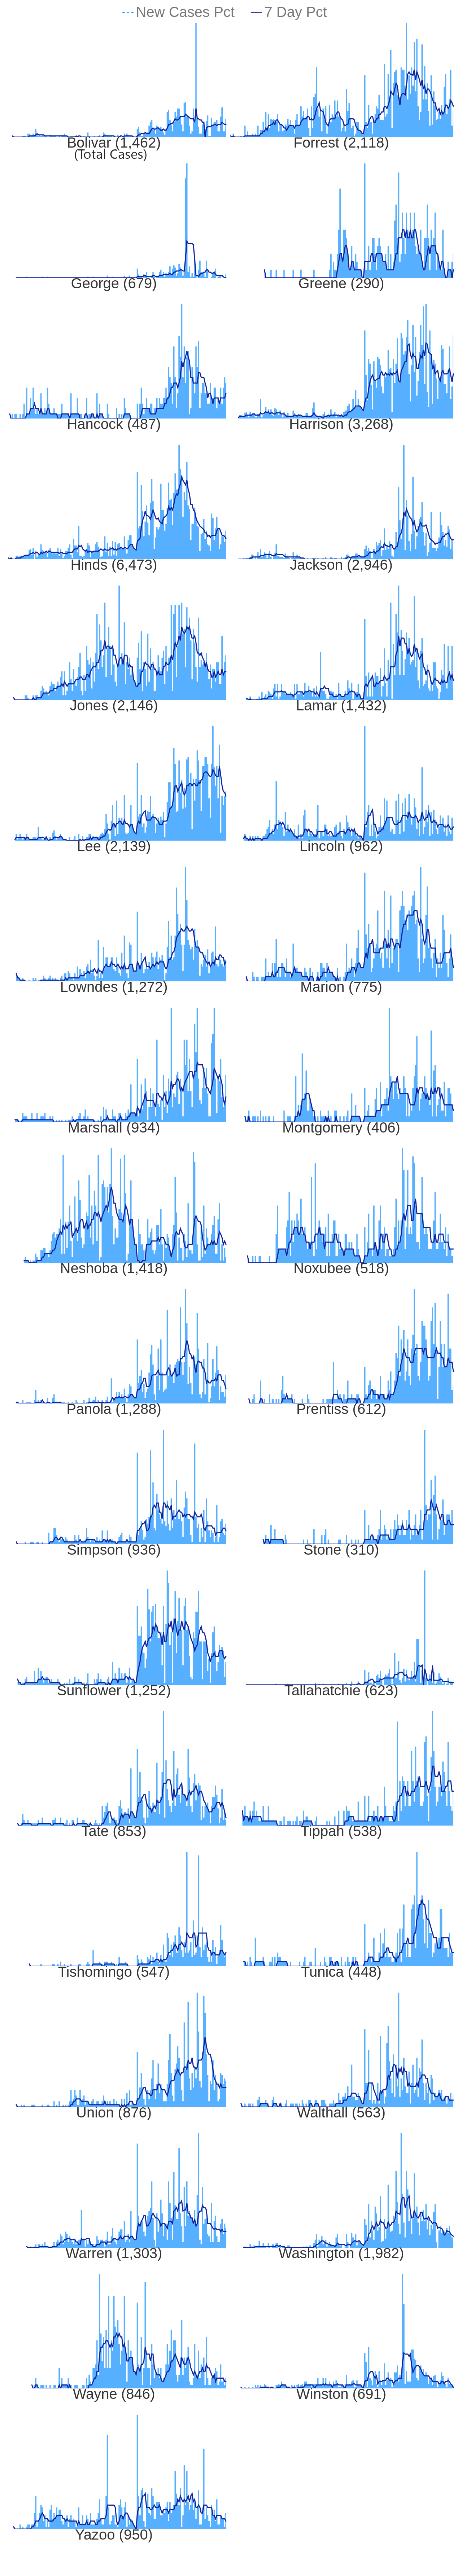 New Cases Pct 7 Day Pct
Bolivar (1,462) Forrest (2,118)
(Total Cases)
George (679) Greene (290)
Hancock (487) Harrison (3,268)
Hinds (6,473) Jackson (2,946)
Jones (2,146) Lamar (1,432)
Lee (2,139) Lincoln (962)
Lowndes (1,272) Marion (775)
Marshall (934) Montgomery (406)
Neshoba (1,418) Noxubee (518)
Panola (1,288) Prentiss (612)
Simpson (936) Stone (310)
Sunflower (1,252) Tallahatchie (623)
Tate (853) Tippah (538)
Tishomingo (547) Tunica (448)
Union (876) Walthall (563)
Warren (1,303) Washington (1,982)
Wayne (846) Winston (691)
Yazoo (950)